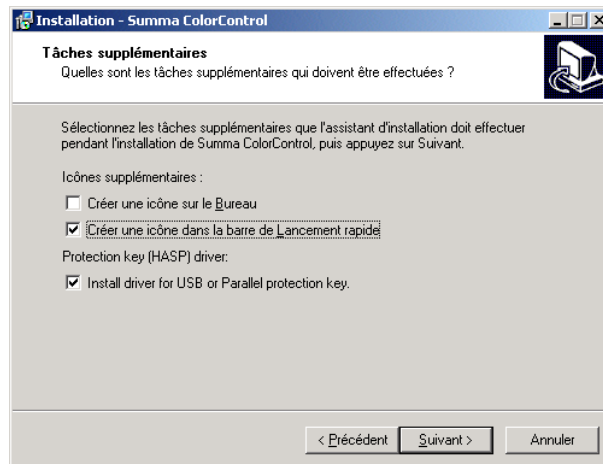 Installation - Summa ColorControl
Tâches supplémentaires
Quelles sont les tâches supplémentaires qui doivent être effectuées ?
Sélectionnez les tâches supplémentaires que l'assistant d'installation doit effectuer
pendant l'installation de Summa ColorControl, puis appuyez sur Suivant.
Icônes supplémentaires :
Créer une icône sur le Bureau
Créer une icône dans la barre de Lancement rapide
Protection key (HASP) driver:
Install driver for USB or Parallel protection key.
< Précédent
Suivant >
Annuler